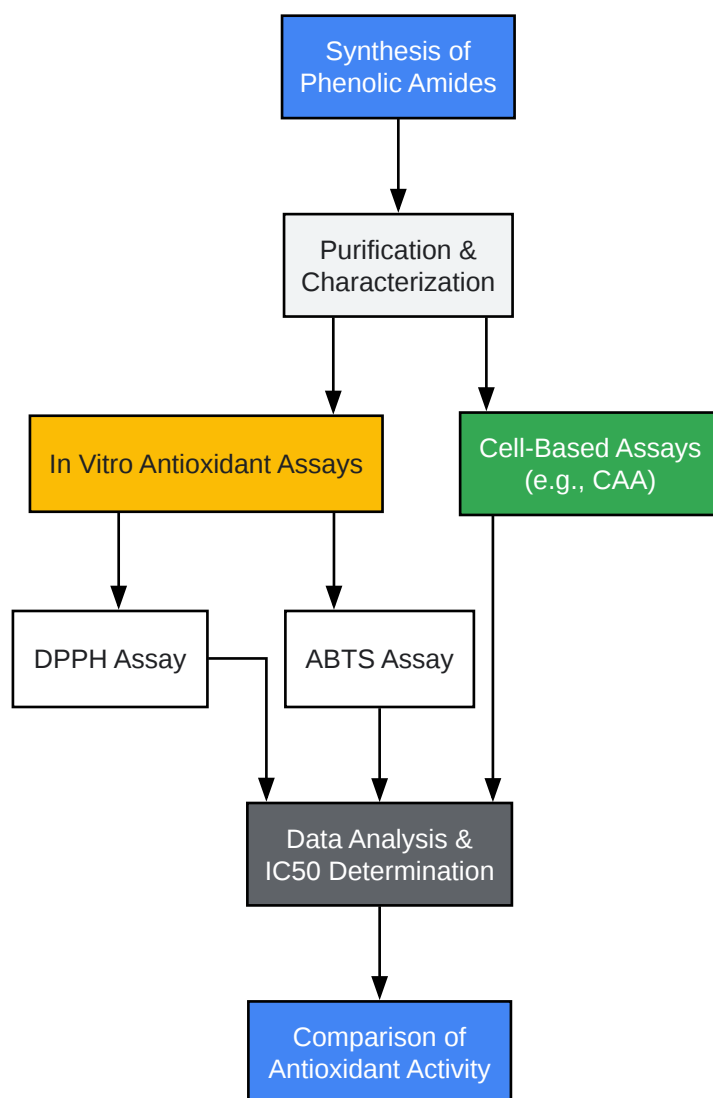 Synthesis of
Phenolic Amides
Purification &
Characterization
In Vitro Antioxidant Assays
Cell-Based Assays
(e.g., CAA)
DPPH Assay
ABTS Assay
Data Analysis &
IC50 Determination
Comparison of
Antioxidant Activity